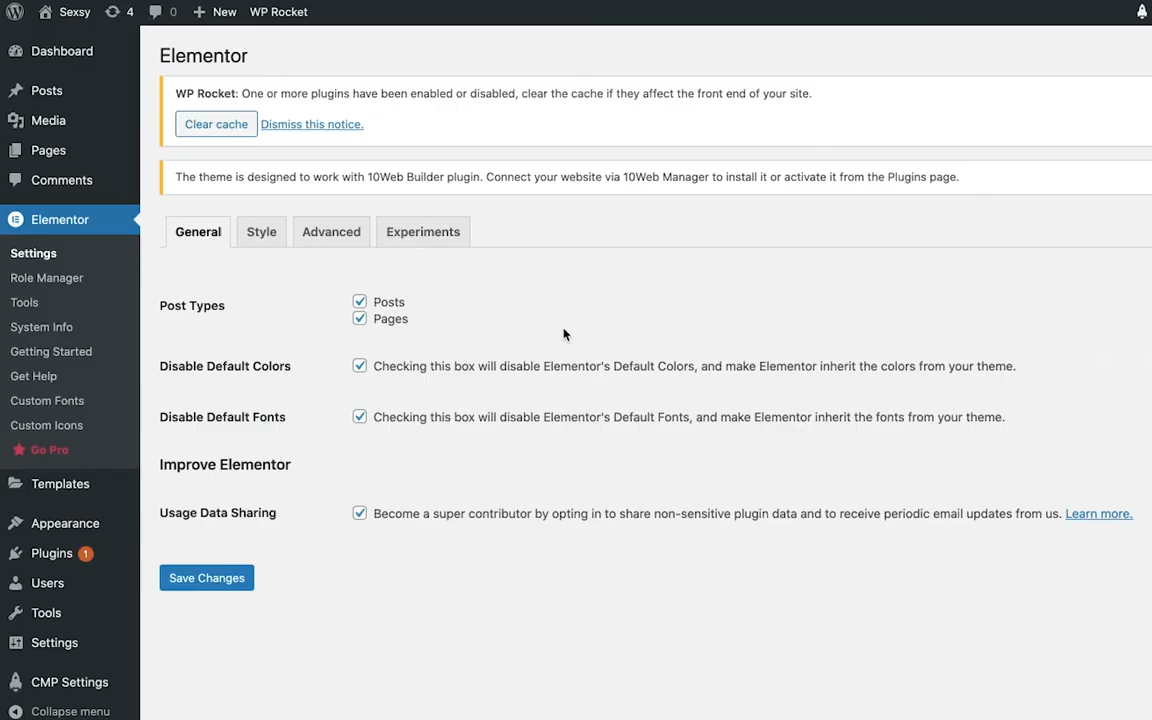 Sexsy 4 0 New WP Rocket
Dashboard
Posts
Media
Pages
Comments
Elementor
Settings
Role Manager
Tools
System Info
Getting Started
Get Help
Custom Fonts
Custom Icons
Go Pro
Templates
Appearance
Plugins 1
Users
Tools
Settings
CMP Settings
Collapse menu
Elementor
WP Rocket: One or more plugins have been enabled or disabled, clear the cache if they affect the front end of your site.
Clear cache Dismiss this notice.
The theme is designed to work with 10Web Builder plugin. Connect your website via 10Web Manager to install it or activate it from the Plugins page.
General Style Advanced Experiments
Post Types Posts
Pages
Disable Default Colors Checking this box will disable Elementor's Default Colors, and make Elementor inherit the colors from your theme.
Disable Default Fonts Checking this box will disable Elementor's Default Fonts, and make Elementor inherit the fonts from your theme.
Improve Elementor
Usage Data Sharing Become a super contributor by opting in to share non-sensitive plugin data and to receive periodic email updates from us. Learn more.
Save Changes